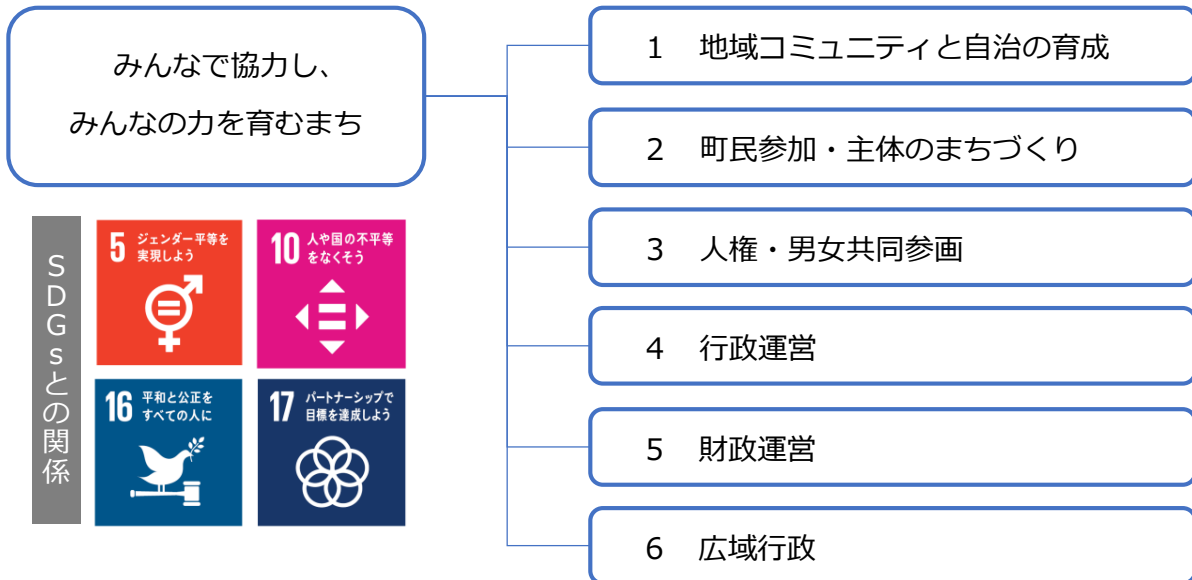 みんなで協力し、
みんなの力を育むまち
SDGsとの関係
5 ジェンダー平等を
実現しよう
10 人や国の不平等
をなくそう
16 平和と公正を
すべての人に
17 パートナーシップで
目標を達成しよう
1 地域コミュニティと自治の育成
2 町民参加・主体のまちづくり
3 人権・男女共同参画
4 行政運営
5 財政運営
6 広域行政